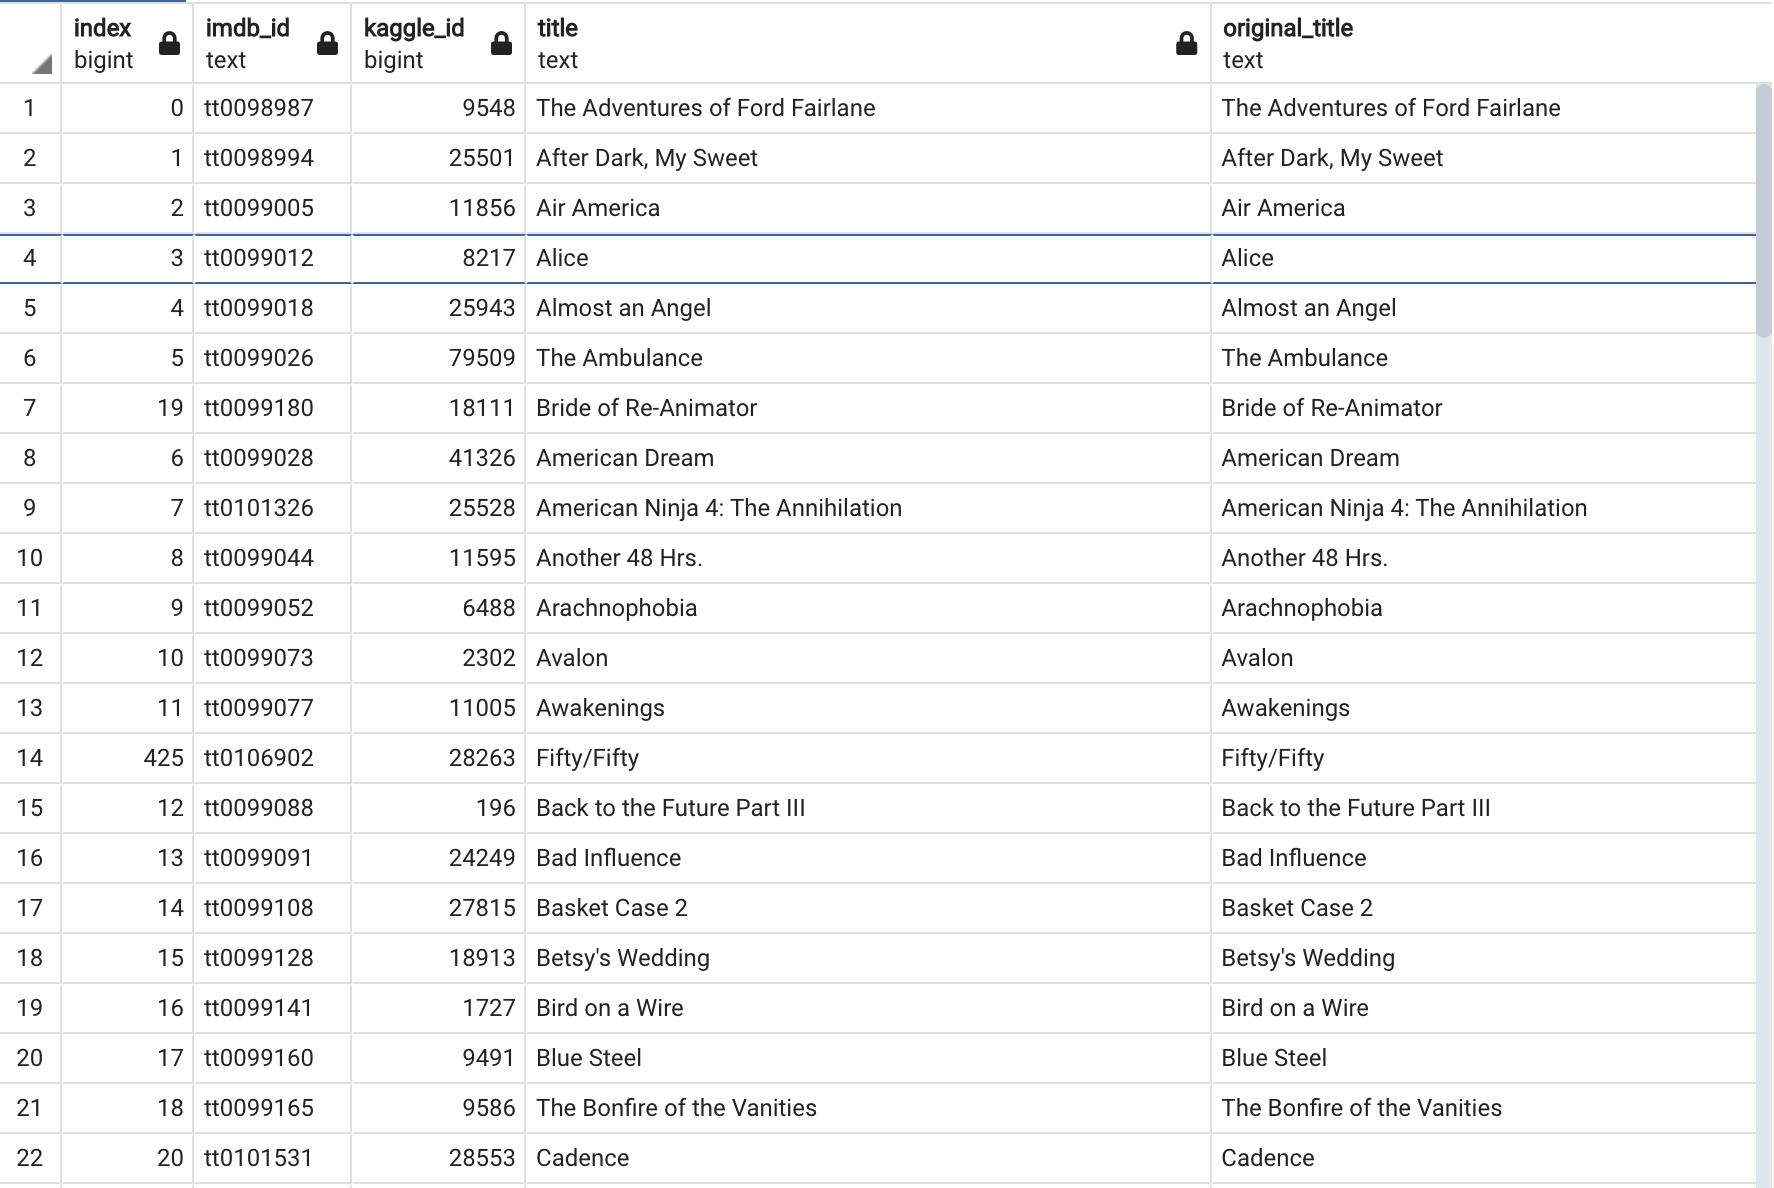 index imdb_id kaggle_id title original_title
bigint text bigint text text
1 0 tt0098987 9548 The Adventures of Ford Fairlane The Adventures of Ford Fairlane
2 1 tt0098994 25501 After Dark, My Sweet After Dark, My Sweet
3 2 tt0099005 11856 Air America Air America
4 3 tt0099012 8217 Alice Alice
5 4 tt0099018 25943 Almost an Angel Almost an Angel
6 5 tt0099026 79509 The Ambulance The Ambulance
7 19 tt0099180 18111 Bride of Re-Animator Bride of Re-Animator
8 6 tt0099028 41326 American Dream American Dream
9 7 tt0101326 25528 American Ninja 4: The Annihilation American Ninja 4: The Annihilation
10 8 tt0099044 11595 Another 48 Hrs. Another 48 Hrs.
11 9 tt0099052 6488 Arachnophobia Arachnophobia
12 10 tt0099073 2302 Avalon Avalon
13 11 tt0099077 11005 Awakenings Awakenings
14 425 tt0106902 28263 Fifty/Fifty Fifty/Fifty
15 12 tt0099088 196 Back to the Future Part III Back to the Future Part III
16 13 tt0099091 24249 Bad Influence Bad Influence
17 14 tt0099108 27815 Basket Case 2 Basket Case 2
18 15 tt0099128 18913 Betsy's Wedding Betsy's Wedding
19 16 tt0099141 1727 Bird on a Wire Bird on a Wire
20 17 tt0099160 9491 Blue Steel Blue Steel
21 18 tt0099165 9586 The Bonfire of the Vanities The Bonfire of the Vanities
22 20 tt0101531 28553 Cadence Cadence